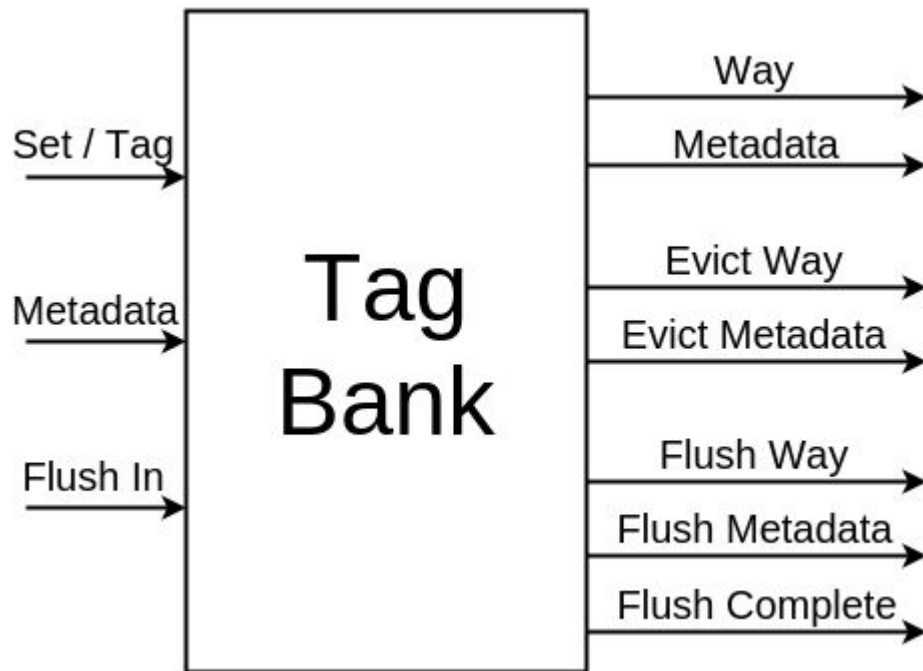 Set / Tag
Metadata
Flush In
Tag
Bank
Way
Metadata
Evict Way
Evict Metadata
Flush Way
Flush Metadata
Flush Complete